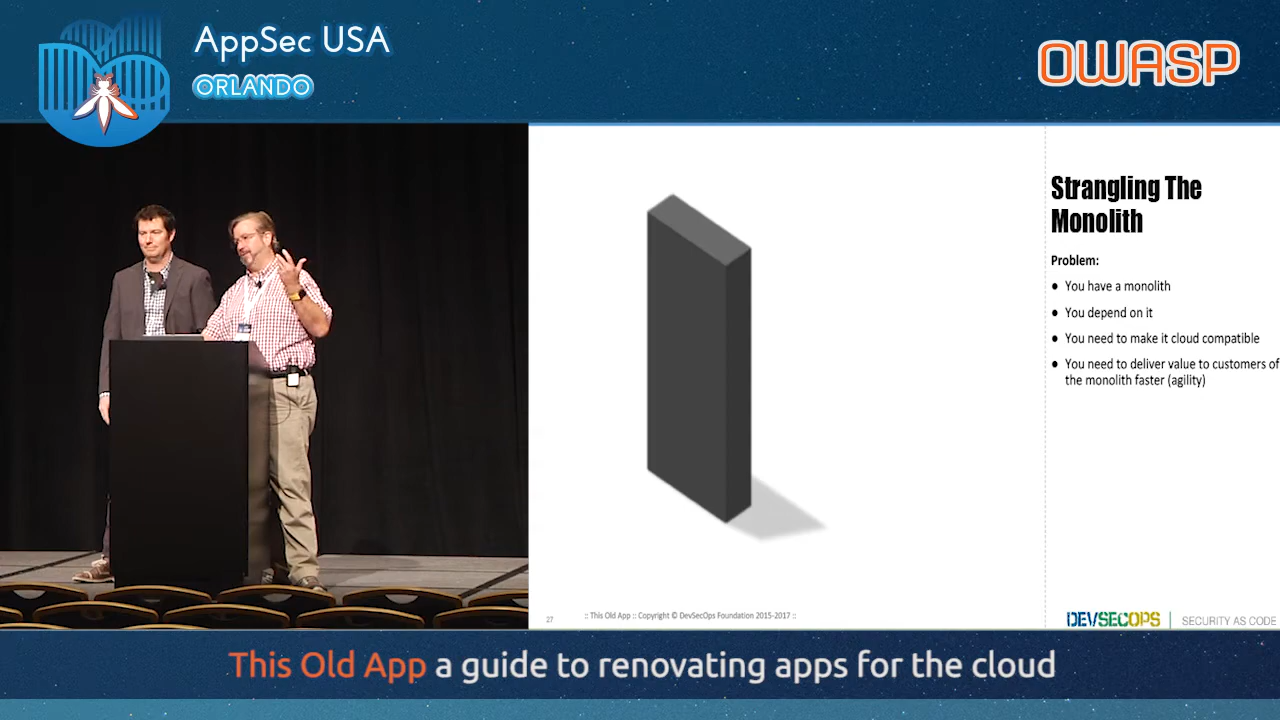 AppSec USA
ORLANDO
OWASP
Strangling The
Monolith
Problem:
● You have a monolith
● You depend on it
● You need to make it cloud compatible
● You need to deliver value to customers of
the monolith faster (agility)
27
:: This Old App :: Copyright © DevSecOps Foundation 2015-2017 ::
DEVSECOPS | SECURITY AS CODE
This Old App a guide to renovating apps for the cloud